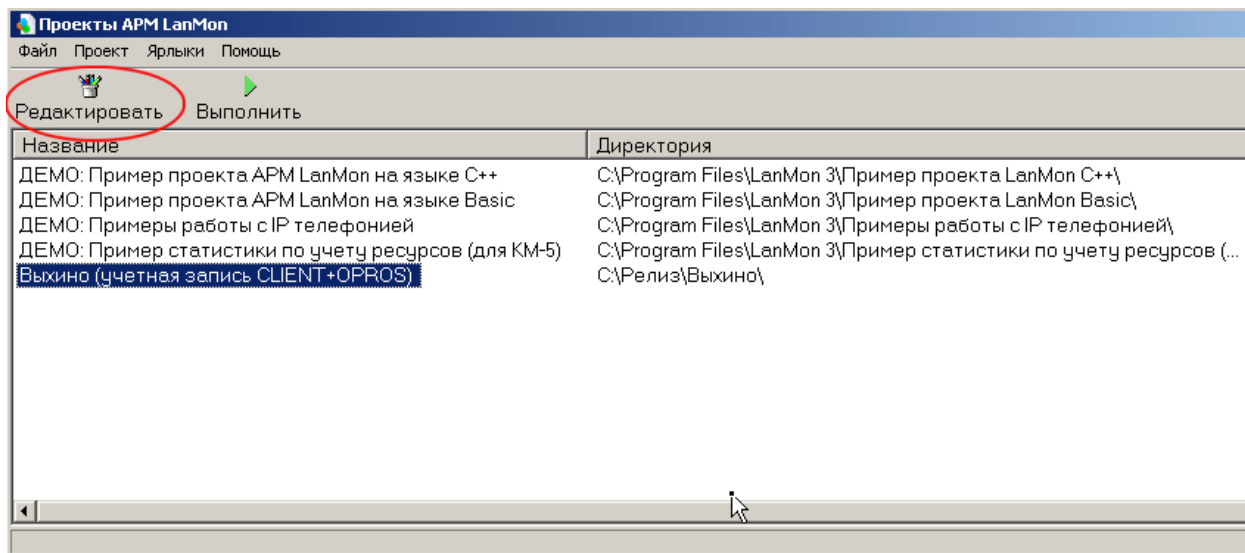 Проекты АРМ LanMon
Файл Проект Ярлыки Помощь
Редактировать Выполнить
Название Директория
ДЕМО: Пример проекта АРМ LanMon на языке C++ C:\Program Files\LanMon 3\Пример проекта LanMon C++\
ДЕМО: Пример проекта АРМ LanMon на языке Basic C:\Program Files\LanMon 3\Пример проекта LanMon Basic\
ДЕМО: Примеры работы с IP телефонией C:\Program Files\LanMon 3\Примеры работы с IP телефонией\
ДЕМО: Пример статистики по учету ресурсов (для КМ-5) C:\Program Files\LanMon 3\Пример статистики по учету ресурсов (...
Выхино (учетная запись CLIENT+OPROS) C:\Релиз\Выхино\